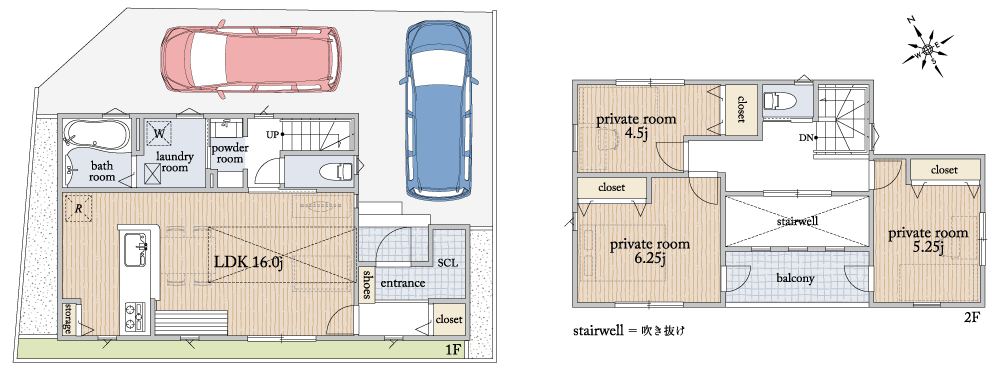 bath
room
W
laundry
room
powder
room
UP
R
LDK 16.0j
SCL
entrance
shoes
closet
storage
1F
N
W
E
S
private room
4.5j
closet
DN
closet
closet
stairwell
private room
6.25j
private room
5.25j
balcony
2F
stairwell = 吹き抜け